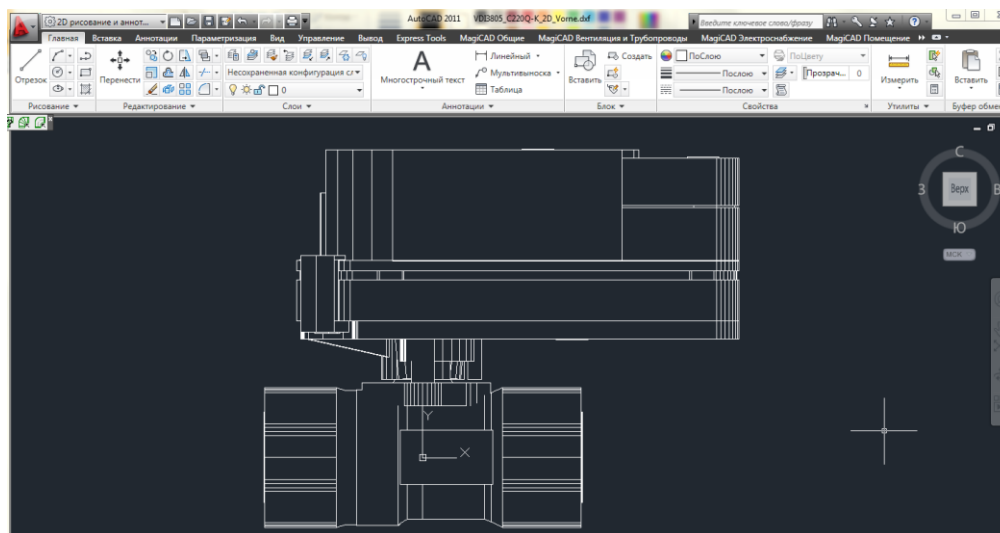 2D рисование и аннот...
AutoCAD 2011 VDI3805_C220Q-K_2D_Vorne.dxf
Введите ключевое слово/фразу
Главная Вставка Аннотации Параметризация Вид Управление Вывод Express Tools MagiCAD Общие MagiCAD Вентиляция и Трубопроводы MagiCAD Электроснабжение MagiCAD Помещение
Отрезок
Перенести
Несохраненная конфигурация сл
0
Многострочный текст
Линейный
Мультивыноска
Таблица
Вставить
Создать
ПоСлою
Послою
Послою
ПоЦвету
Прозрач... 0
Измерить
Вставить
Рисование Редактирование Слои Аннотации Блок Свойства Утилиты Буфер обме
С
З Верх В
Ю
МСК
Y
X